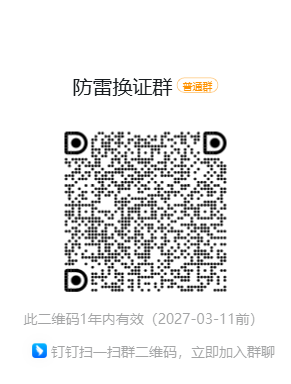 防雷换证群 普通群
此二维码1年内有效（2027-03-11前）
钉钉扫一扫群二维码，立即加入群聊